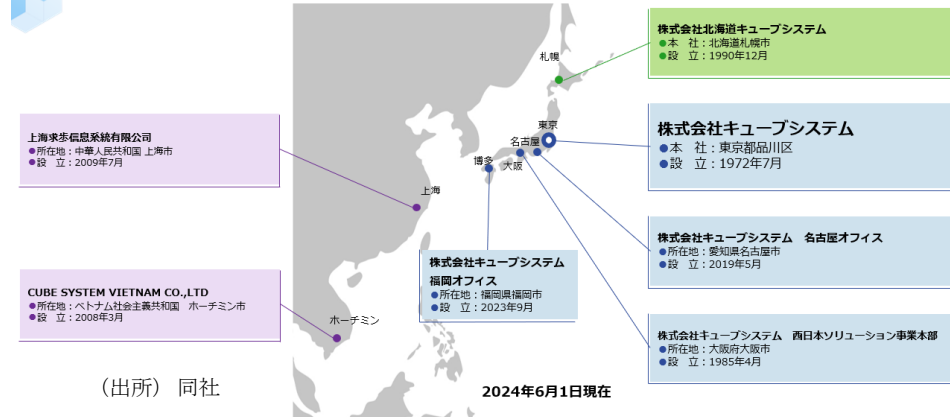 株式会社北海道キューブシステム
●本　社：北海道札幌市
●設　立：1990年12月
札幌
上海求歩信息系統有限公司
●所在地：中華人民共和国 上海市
●設　立：2009年7月
東京
名古屋
博多
大阪
株式会社キューブシステム
●本　社：東京都品川区
●設　立：1972年7月
上海
株式会社キューブシステム　名古屋オフィス
●所在地：愛知県名古屋市
●設　立：2019年5月
株式会社キューブシステム
福岡オフィス
●所在地：福岡県福岡市
●設　立：2023年9月
CUBE SYSTEM VIETNAM CO.,LTD
●所在地：ベトナム社会主義共和国　ホーチミン市
●設　立：2008年3月
ホーチミン
株式会社キューブシステム　西日本ソリューション事業本部
●所在地：大阪府大阪市
●設　立：1985年4月
（出所） 同社
2024年6月1日現在